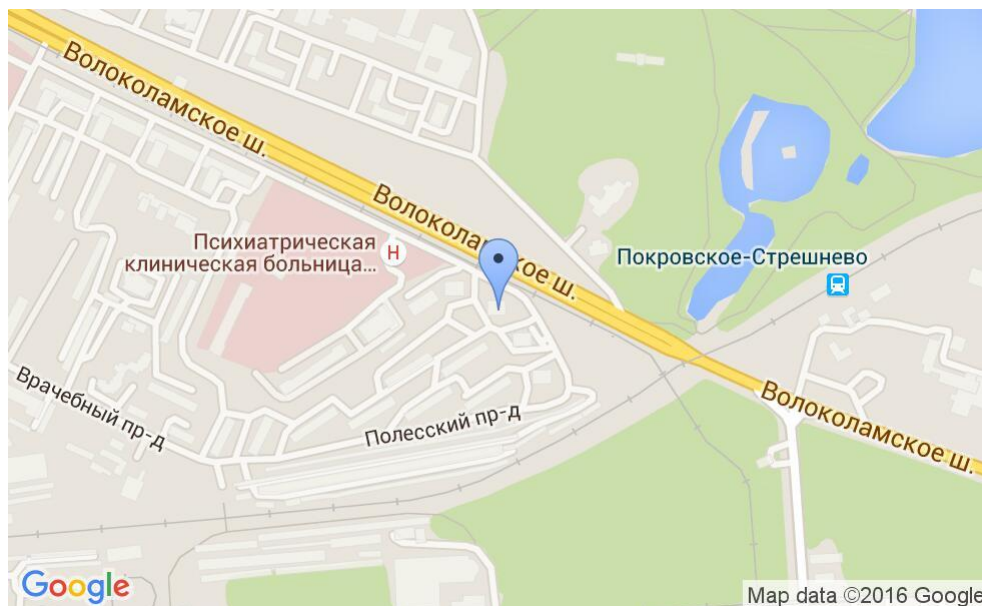 Волоколамское ш.
Волоколамское ш.
Психиатрическая
клиническая больница...
H
Покровское-Стрешнево
Врачебный пр-д
Полесский пр-д
Волоколамское ш.
Google
Map data ©2016 Google